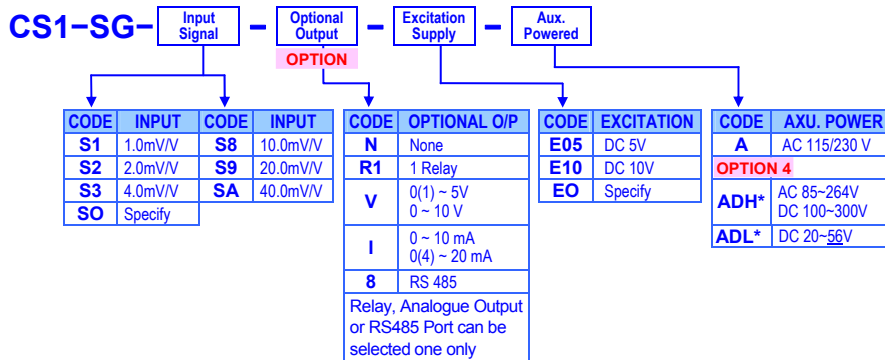 CS1-SG- Input Signal - Optional Output - Excitation Supply - Aux. Powered
OPTION
CODE INPUT CODE INPUT
S1 1.0mV/V S8 10.0mV/V
S2 2.0mV/V S9 20.0mV/V
S3 4.0mV/V SA 40.0mV/V
SO Specify
CODE OPTIONAL O/P
N None
R1 1 Relay
V 0(1) ~ 5V
0 ~ 10 V
I 0 ~ 10 mA
0(4) ~ 20 mA
8 RS 485
Relay, Analogue Output
or RS485 Port can be
selected one only
CODE EXCITATION
E05 DC 5V
E10 DC 10V
EO Specify
CODE AXU. POWER
A AC 115/230 V
OPTION 4
ADH* AC 85~264V
DC 100~300V
ADL* DC 20~56V